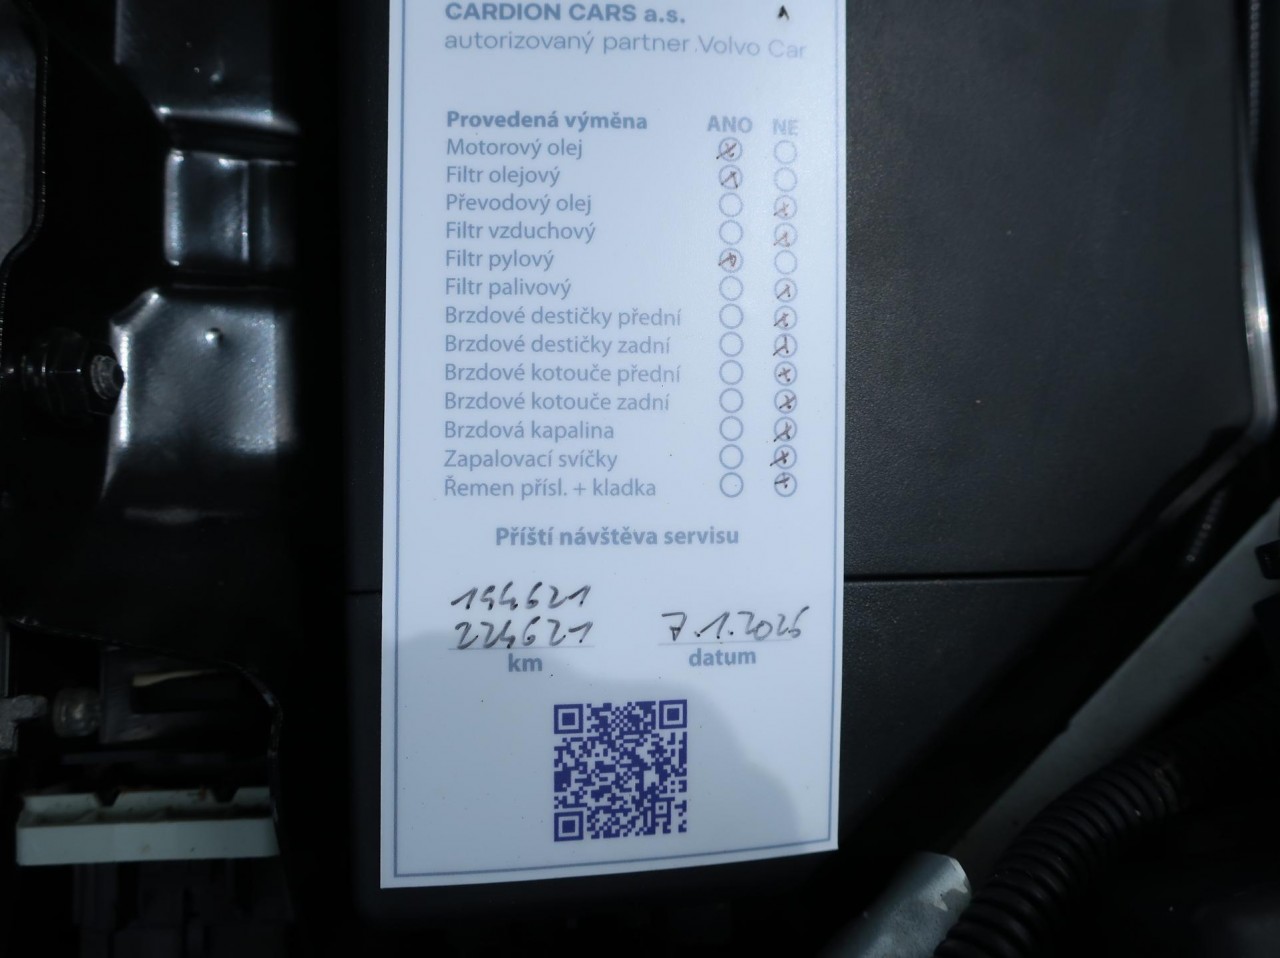 CARDION CARS a.s.
autorizovaný partner Volvo Car
Provedená výměna ANO NE
Motorový olej
Filtr olejový
Převodový olej
Filtr vzduchový
Filtr pylový
Filtr palivový
Brzdové destičky přední
Brzdové destičky zadní
Brzdové kotouče přední
Brzdové kotouče zadní
Brzdová kapalina
Zapalovací svíčky
Řemen přísl. + kladka
Příští návštěva servisu
194621
224621 7.1.2026
km datum